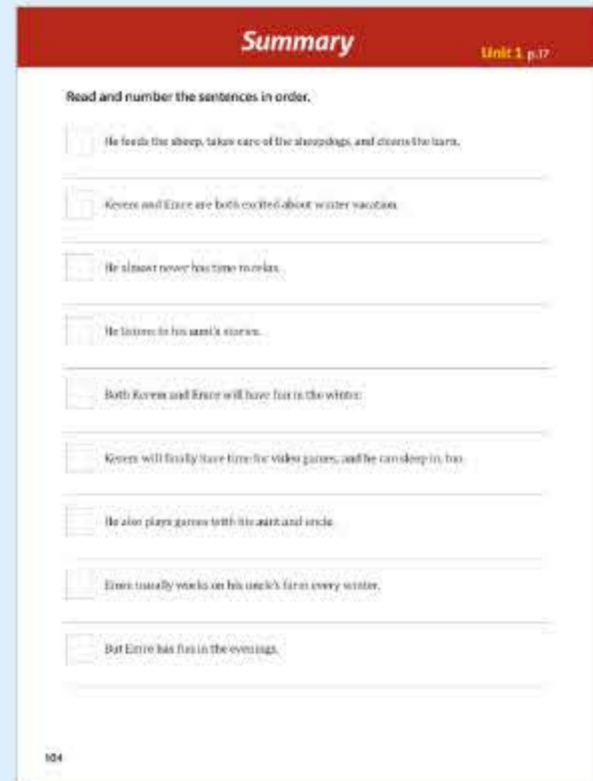 Summary
Unit 1 p.17
Read and number the sentences in order.
He feeds the sheep, takes care of the sheepdogs, and cleans the barn.
Kerem and Emre are both excited about winter vacation.
He almost never has time to relax.
He listens to his aunt's stories.
Both Kerem and Emre will have fun in the winter.
Kerem will finally have time for video games, and he can sleep in, too.
He also plays games with his aunt and uncle.
Emre usually works on his uncle's farm every winter.
But Emre has fun in the evenings.
104